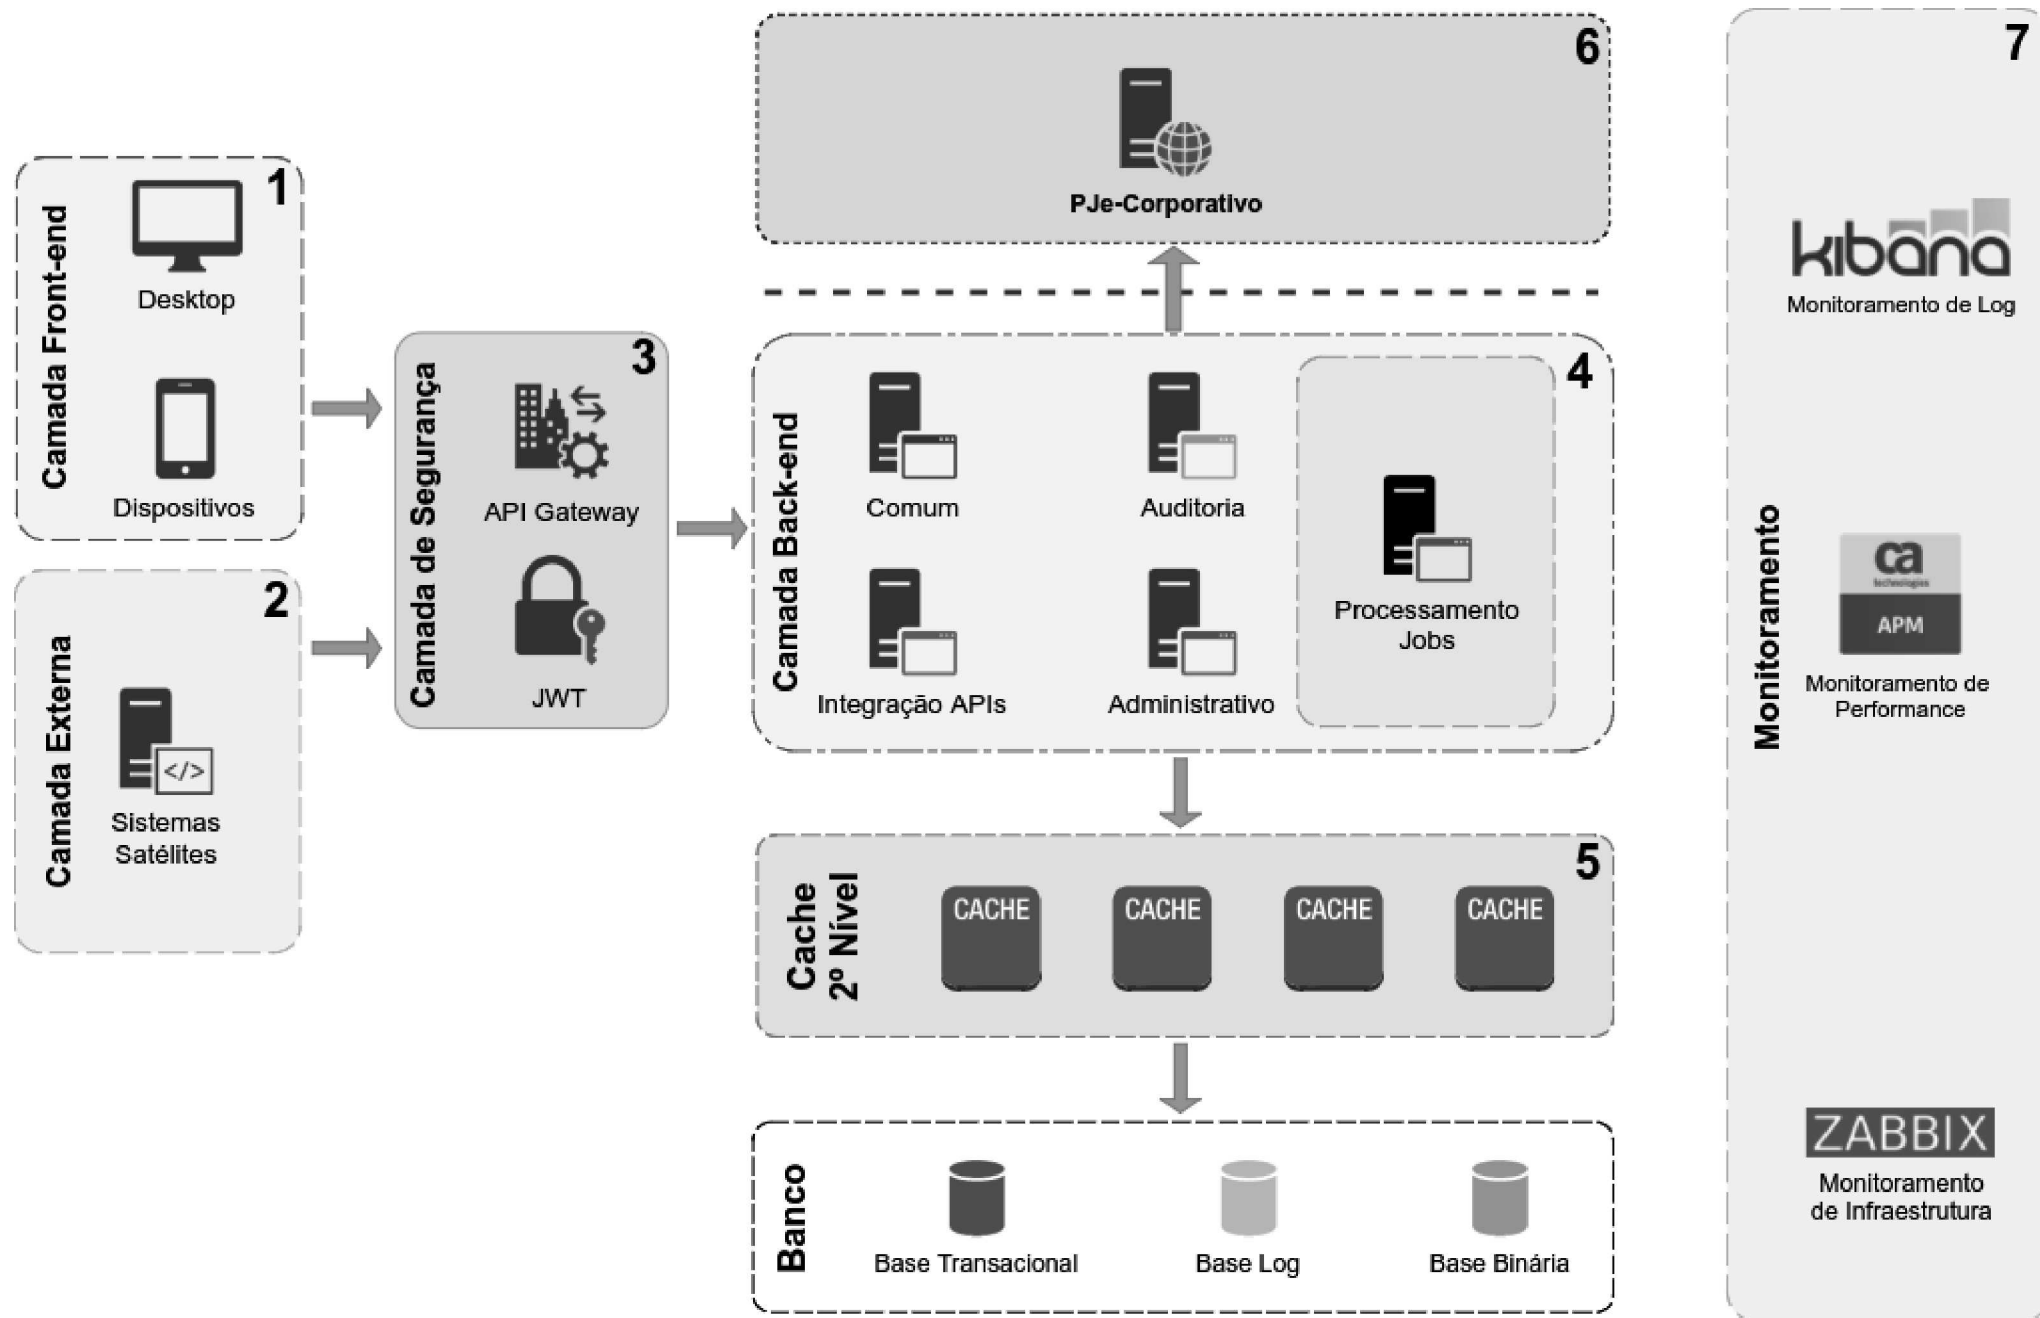 1
Camada Front-end
Desktop
Dispositivos
2
Camada Externa
</>
Sistemas
Satélites
3
Camada de Segurança
API Gateway
JWT
6
PJe-Corporativo
4
Camada Back-end
Comum
Auditoria
Integração APIs
Administrativo
Processamento
Jobs
5
Cache
2º Nível
CACHE
CACHE
CACHE
CACHE
Banco
Base Transacional
Base Log
Base Binária
7
Monitoramento
kibana
Monitoramento de Log
ca
technologies
APM
Monitoramento de
Performance
ZABBIX
Monitoramento
de Infraestrutura